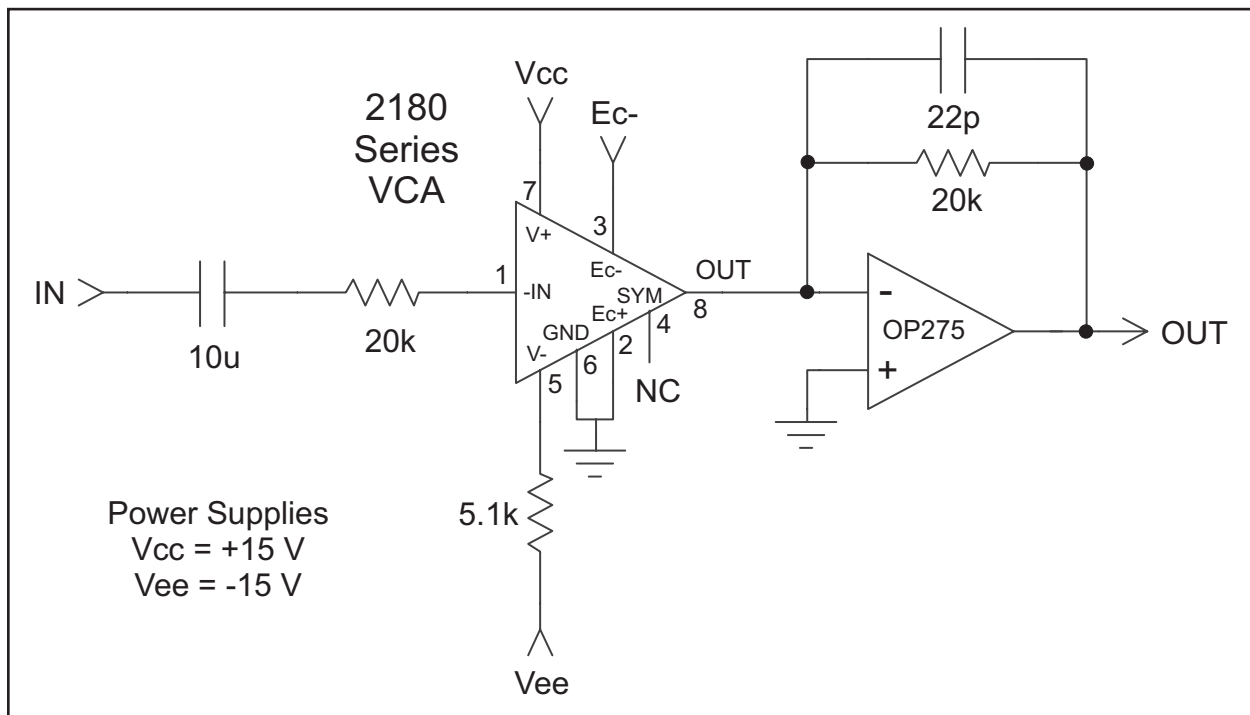 Vcc
2180
Series
VCA
Ec-
22p
20k
7
V+
3
Ec-
IN
1
-IN
OUT
SYM
8
Ec+
4
GND
2
V-
6
5
NC
10u
20k
-
OP275
+
OUT
5.1k
Power Supplies
Vcc = +15 V
Vee = -15 V
Vee